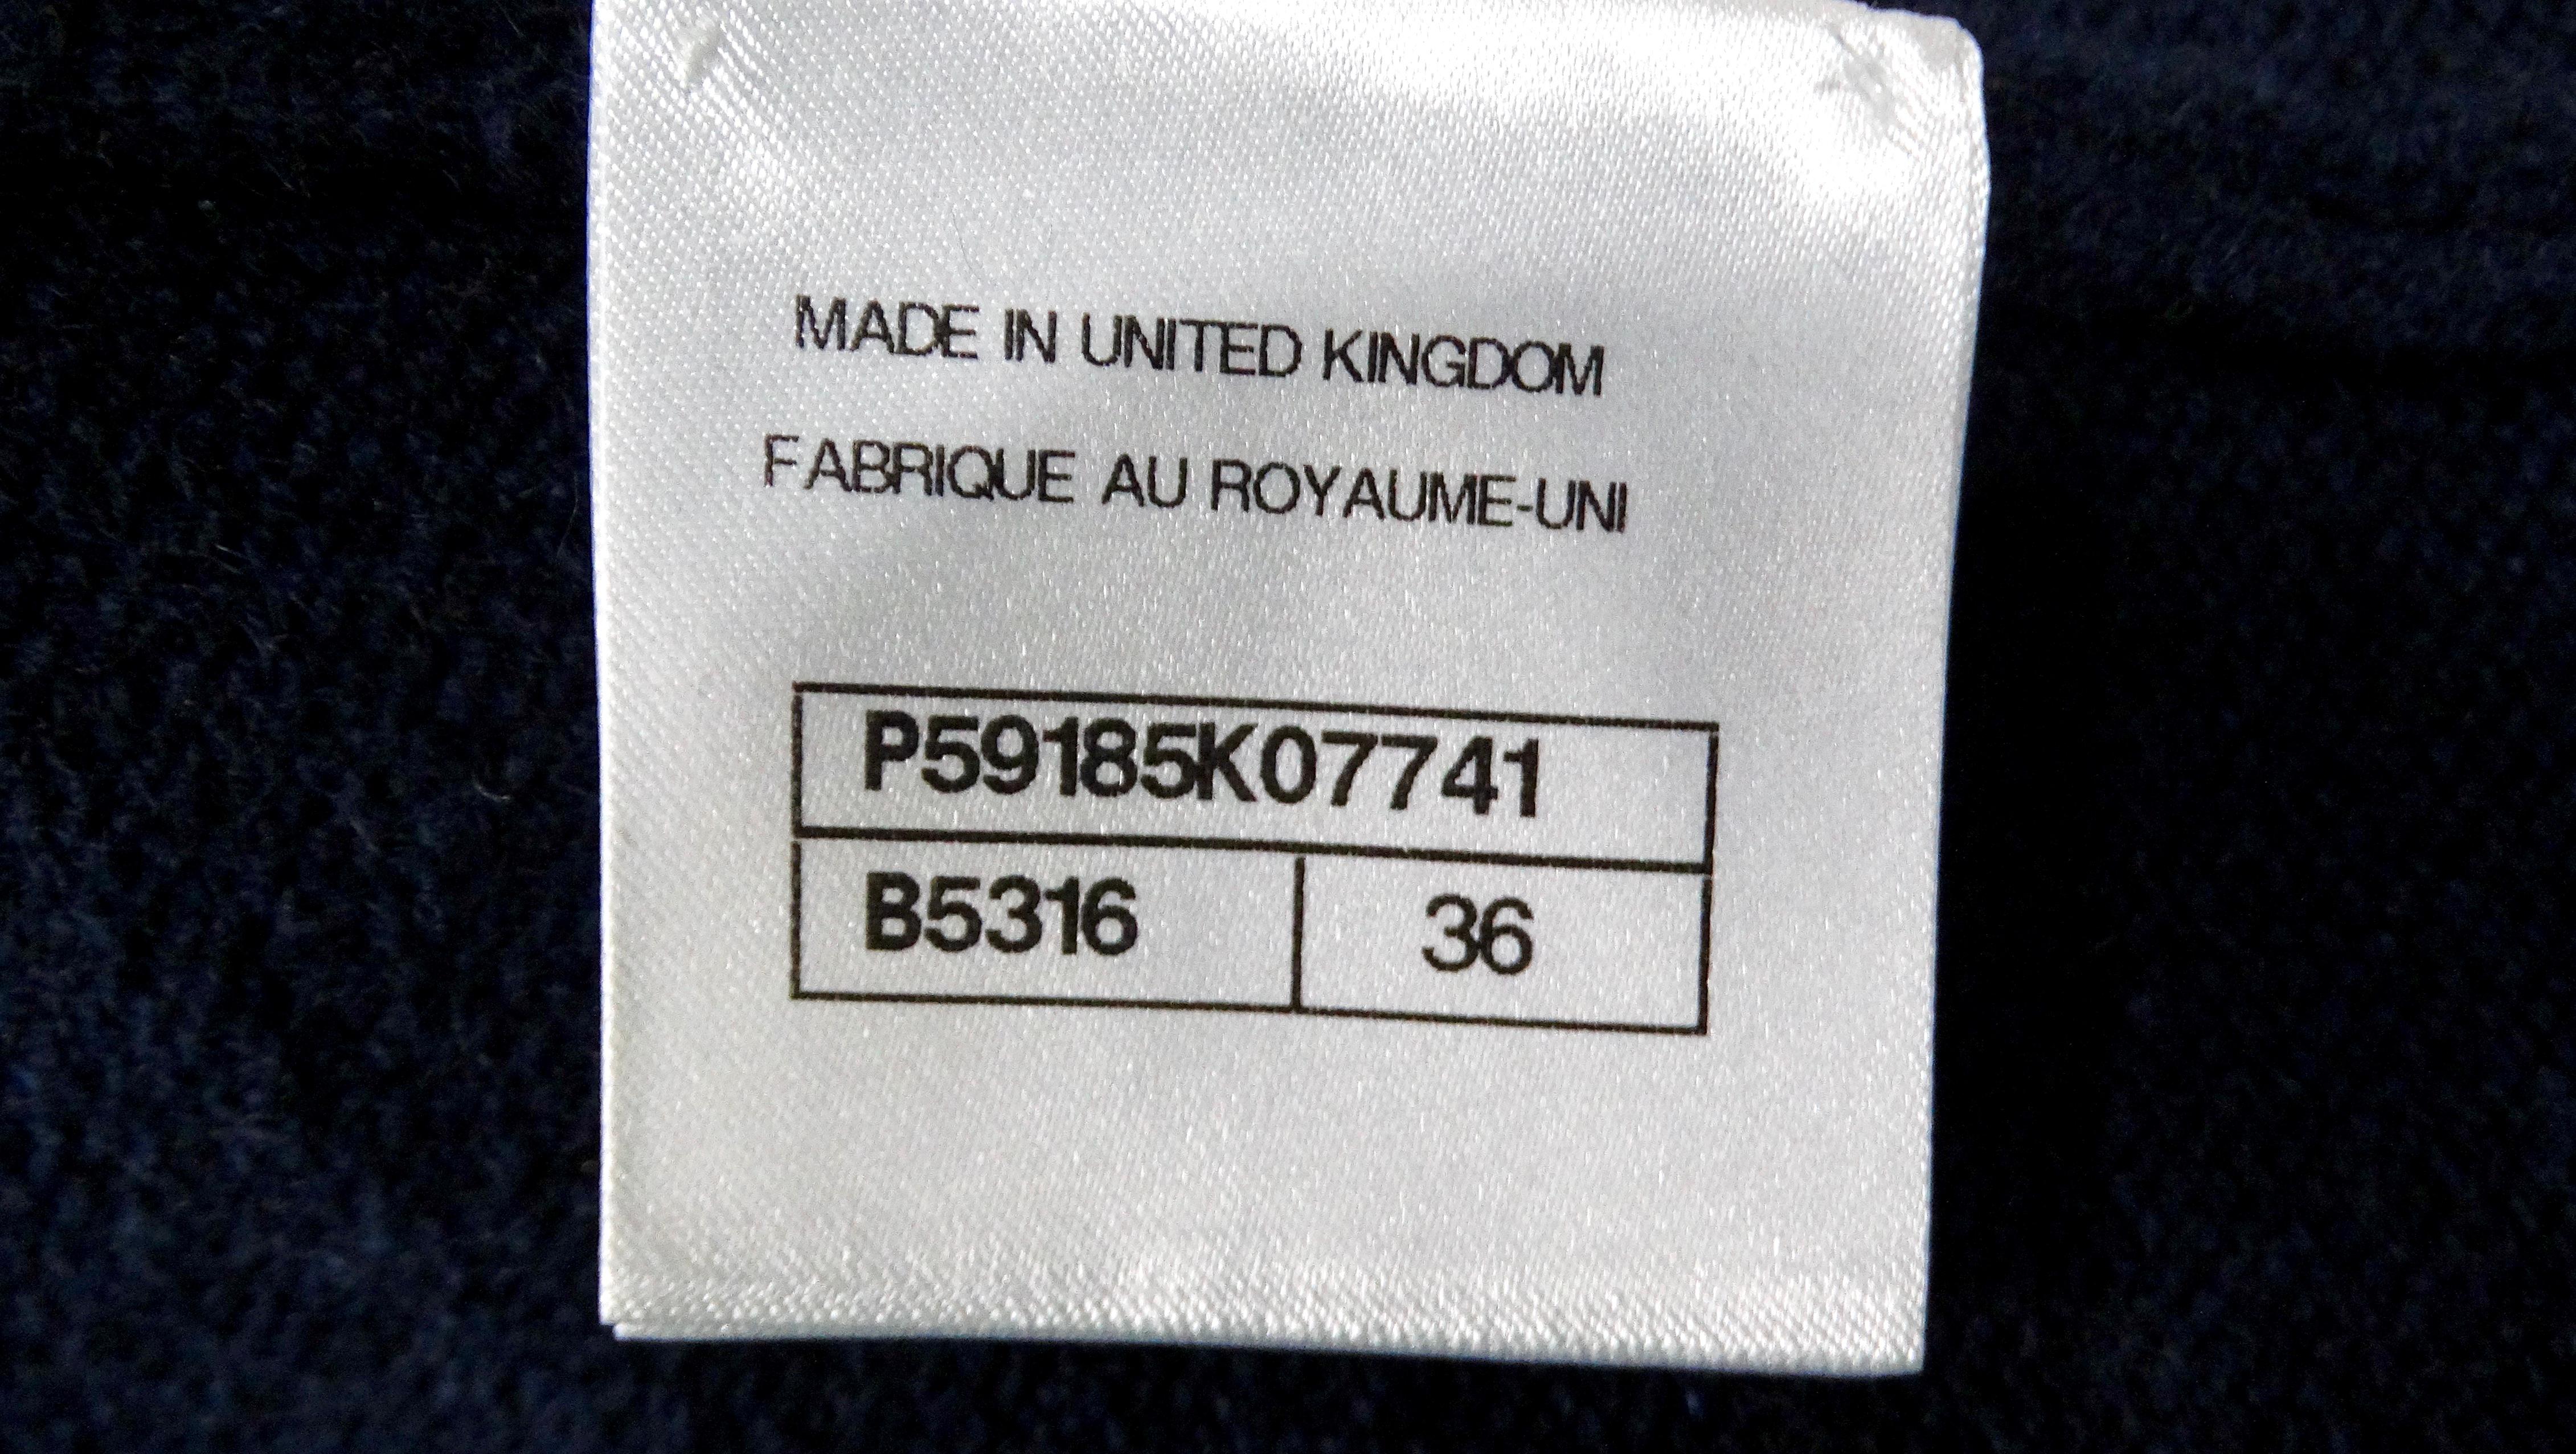 MADE IN UNITED KINGDOM
FABRIQUE AU ROYAUME-UNI
P59185K07741
B5316 36